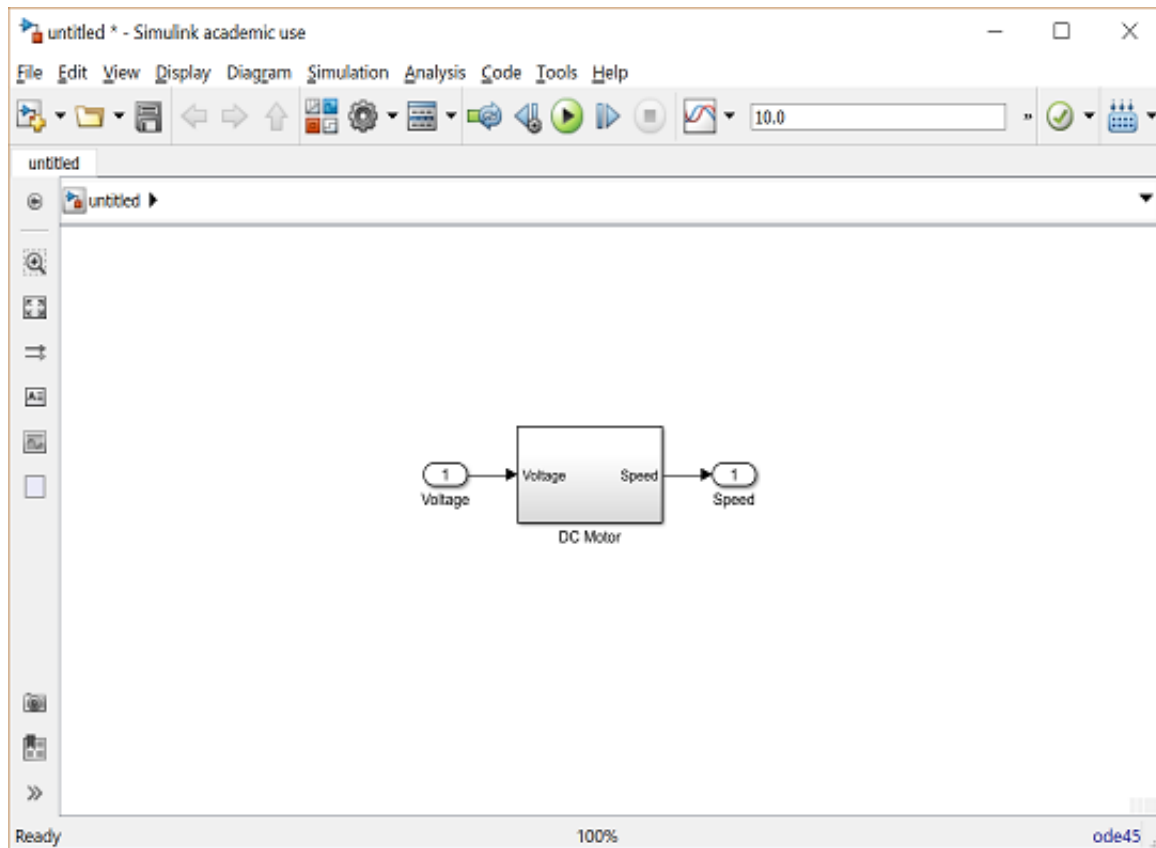 untitled * - Simulink academic use
File Edit View Display Diagram Simulation Analysis Code Tools Help
10.0 »
untitled
untitled
1 Voltage Speed 1
Voltage Speed
DC Motor
Ready 100% ode45